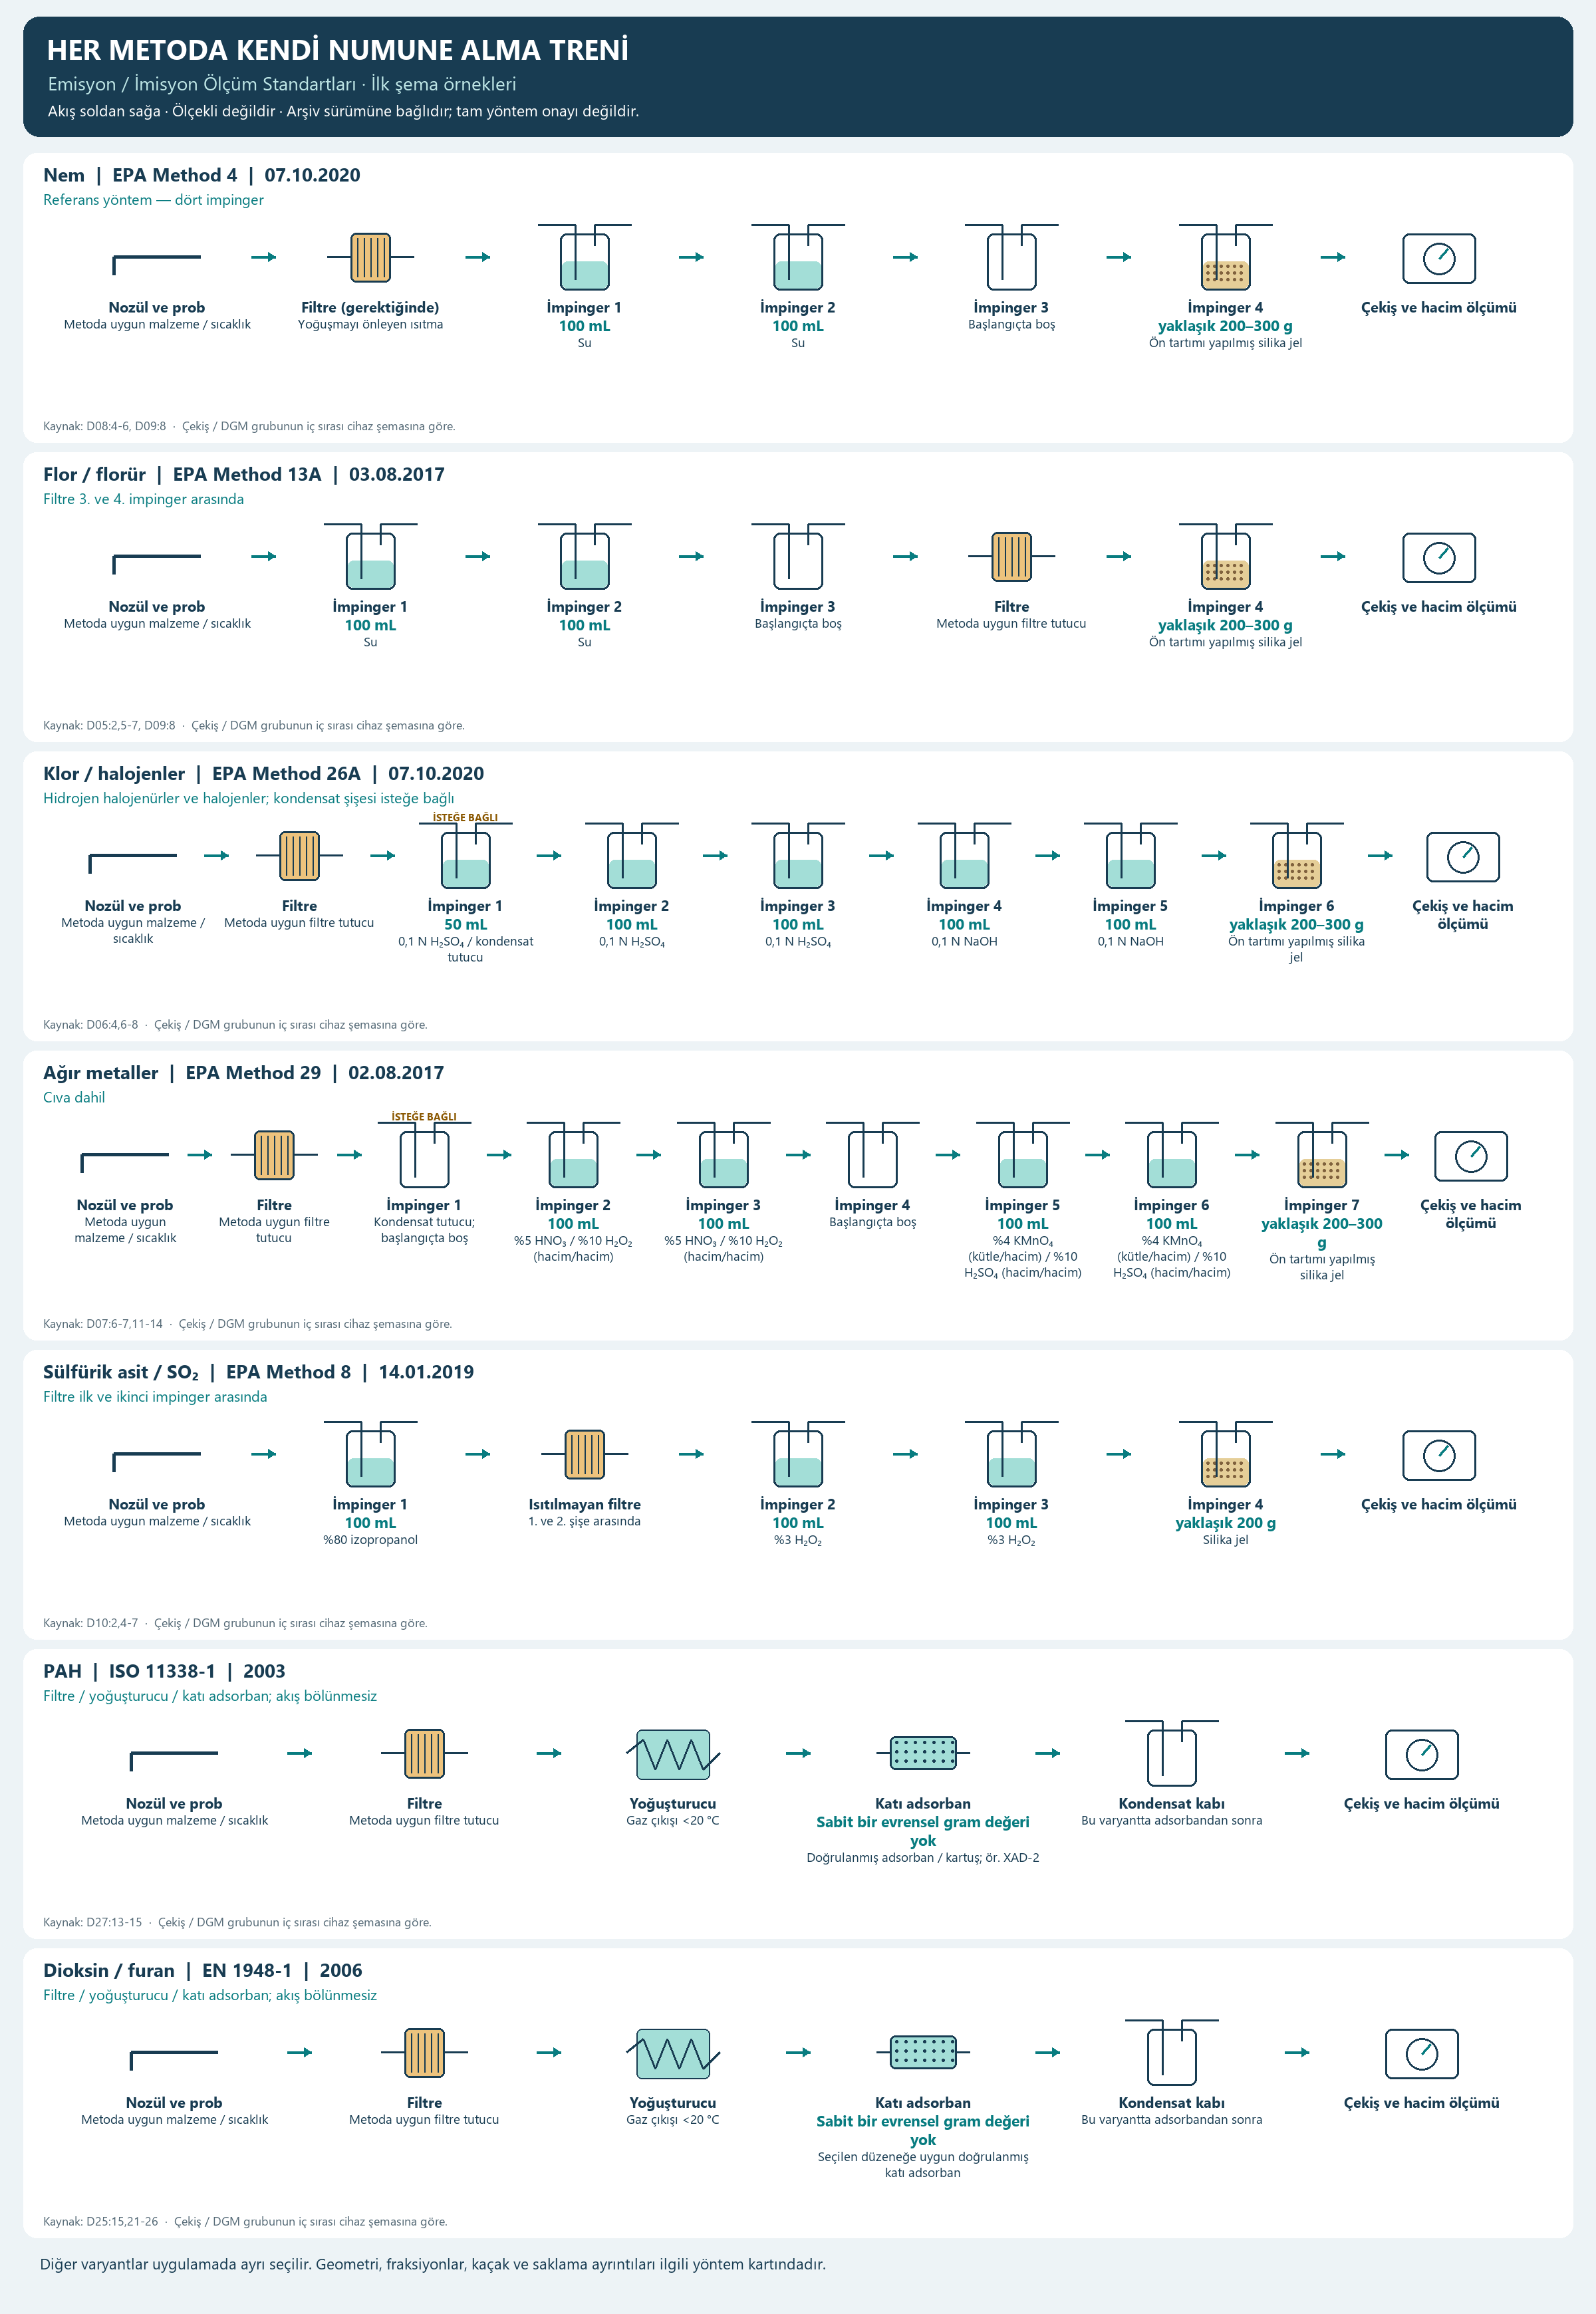 HER METODA KENDİ NUMUNE ALMA TRENİ
Emisyon / İmisyon Ölçüm Standartları · İlk şema örnekleri
Akış soldan sağa · Ölçekli değildir · Arşiv sürümüne bağlıdır; tam yöntem onayı değildir.
Nem | EPA Method 4 | 07.10.2020
Referans yöntem — dört impinger
Nozül ve prob
Metoda uygun malzeme / sıcaklık
Filtre (gerektiğinde)
Yoğuşmayı önleyen ısıtma
İmpinger 1
100 mL
Su
İmpinger 2
100 mL
Su
İmpinger 3
Başlangıçta boş
İmpinger 4
yaklaşık 200–300 g
Ön tartımı yapılmış silika jel
Çekiş ve hacim ölçümü
Kaynak: D08:4-6, D09:8 · Çekiş / DGM grubunun iç sırası cihaz şemasına göre.
Flor / florür | EPA Method 13A | 03.08.2017
Filtre 3. ve 4. impinger arasında
Nozül ve prob
Metoda uygun malzeme / sıcaklık
İmpinger 1
100 mL
Su
İmpinger 2
100 mL
Su
İmpinger 3
Başlangıçta boş
Filtre
Metoda uygun filtre tutucu
İmpinger 4
yaklaşık 200–300 g
Ön tartımı yapılmış silika jel
Çekiş ve hacim ölçümü
Kaynak: D05:2,5-7, D09:8 · Çekiş / DGM grubunun iç sırası cihaz şemasına göre.
Klor / halojenler | EPA Method 26A | 07.10.2020
Hidrojen halojenürler ve halojenler; kondensat şişesi isteğe bağlı
Nozül ve prob
Metoda uygun malzeme /
sıcaklık
Filtre
Metoda uygun filtre tutucu
İSTEĞE BAĞLI
İmpinger 1
50 mL
0,1 N H₂SO₄ / kondensat
tutucu
İmpinger 2
100 mL
0,1 N H₂SO₄
İmpinger 3
100 mL
0,1 N H₂SO₄
İmpinger 4
100 mL
0,1 N NaOH
İmpinger 5
100 mL
0,1 N NaOH
İmpinger 6
yaklaşık 200–300 g
Ön tartımı yapılmış silika
jel
Çekiş ve hacim
ölçümü
Kaynak: D06:4,6-8 · Çekiş / DGM grubunun iç sırası cihaz şemasına göre.
Ağır metaller | EPA Method 29 | 02.08.2017
Cıva dahil
Nozül ve prob
Metoda uygun
malzeme / sıcaklık
Filtre
Metoda uygun filtre
tutucu
İSTEĞE BAĞLI
İmpinger 1
Kondensat tutucu;
başlangıçta boş
İmpinger 2
100 mL
%5 HNO₃ / %10 H₂O₂
(hacim/hacim)
İmpinger 3
100 mL
%5 HNO₃ / %10 H₂O₂
(hacim/hacim)
İmpinger 4
Başlangıçta boş
İmpinger 5
100 mL
%4 KMnO₄
(kütle/hacim) / %10
H₂SO₄ (hacim/hacim)
İmpinger 6
100 mL
%4 KMnO₄
(kütle/hacim) / %10
H₂SO₄ (hacim/hacim)
İmpinger 7
yaklaşık 200–300
g
Ön tartımı yapılmış
silika jel
Çekiş ve hacim
ölçümü
Kaynak: D07:6-7,11-14 · Çekiş / DGM grubunun iç sırası cihaz şemasına göre.
Sülfürik asit / SO₂ | EPA Method 8 | 14.01.2019
Filtre ilk ve ikinci impinger arasında
Nozül ve prob
Metoda uygun malzeme / sıcaklık
İmpinger 1
100 mL
%80 izopropanol
Isıtılmayan filtre
1. ve 2. şişe arasında
İmpinger 2
100 mL
%3 H₂O₂
İmpinger 3
100 mL
%3 H₂O₂
İmpinger 4
yaklaşık 200 g
Silika jel
Çekiş ve hacim ölçümü
Kaynak: D10:2,4-7 · Çekiş / DGM grubunun iç sırası cihaz şemasına göre.
PAH | ISO 11338-1 | 2003
Filtre / yoğuşturucu / katı adsorban; akış bölünmesiz
Nozül ve prob
Metoda uygun malzeme / sıcaklık
Filtre
Metoda uygun filtre tutucu
Yoğuşturucu
Gaz çıkışı <20 °C
Katı adsorban
Sabit bir evrensel gram değeri
yok
Doğrulanmış adsorban / kartuş; ör. XAD-2
Kondensat kabı
Bu varyantta adsorbandan sonra
Çekiş ve hacim ölçümü
Kaynak: D27:13-15 · Çekiş / DGM grubunun iç sırası cihaz şemasına göre.
Dioksin / furan | EN 1948-1 | 2006
Filtre / yoğuşturucu / katı adsorban; akış bölünmesiz
Nozül ve prob
Metoda uygun malzeme / sıcaklık
Filtre
Metoda uygun filtre tutucu
Yoğuşturucu
Gaz çıkışı <20 °C
Katı adsorban
Sabit bir evrensel gram değeri
yok
Seçilen düzeneğe uygun doğrulanmış
katı adsorban
Kondensat kabı
Bu varyantta adsorbandan sonra
Çekiş ve hacim ölçümü
Kaynak: D25:15,21-26 · Çekiş / DGM grubunun iç sırası cihaz şemasına göre.
Diğer varyantlar uygulamada ayrı seçilir. Geometri, fraksiyonlar, kaçak ve saklama ayrıntıları ilgili yöntem kartındadır.